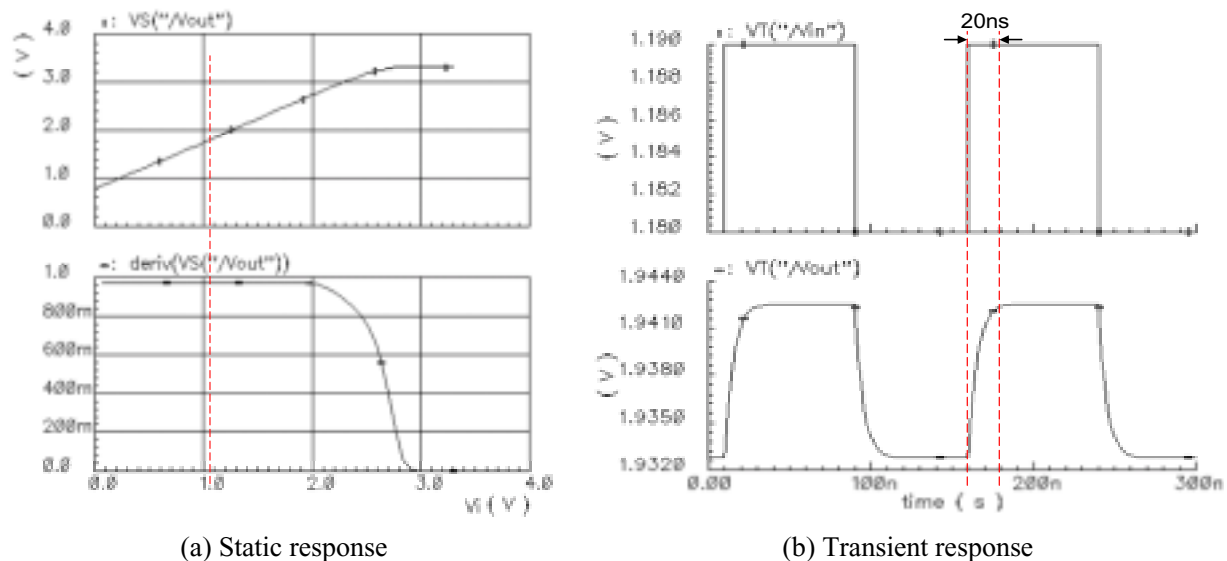 VS("/Vout")
4.0
3.0
2.0
1.0
0.0
( V )
deriv(VS("/Vout"))
1.0
800m
600m
400m
200m
0.0
0.0 1.0 2.0 3.0 4.0
Vi ( V )
(a) Static response
20ns
VT("/Vin")
1.190
1.188
1.186
1.184
1.182
1.180
( V )
VT("/Vout")
1.9440
1.9410
1.9380
1.9350
1.9320
( V )
0.00 100n 200n 300n
time ( s )
(b) Transient response